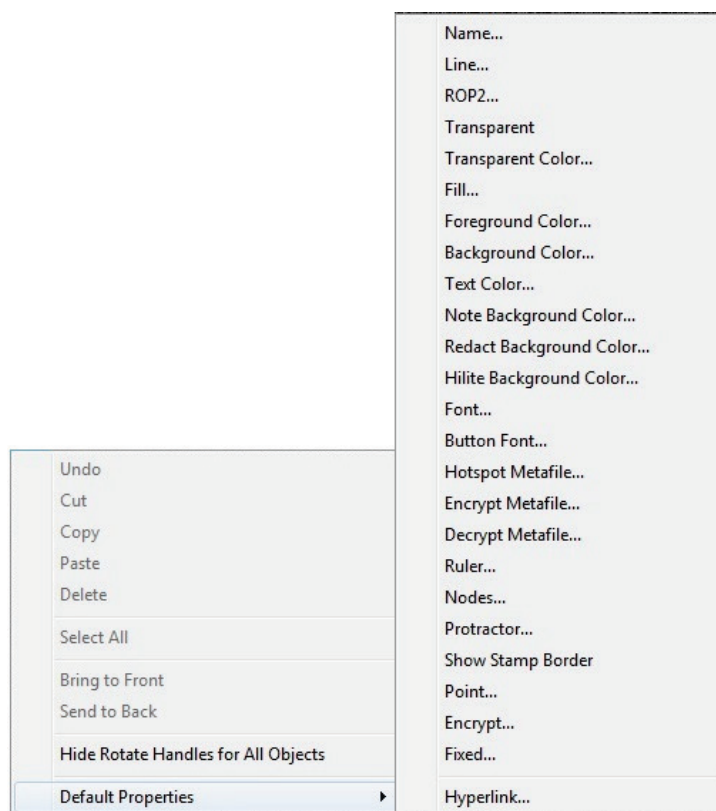 Undo
Cut
Copy
Paste
Delete
Select All
Bring to Front
Send to Back
Hide Rotate Handles for All Objects
Default Properties
Name...
Line...
ROP2...
Transparent
Transparent Color...
Fill...
Foreground Color...
Background Color...
Text Color...
Note Background Color...
Redact Background Color...
Hilite Background Color...
Font...
Button Font...
Hotspot Metafile...
Encrypt Metafile...
Decrypt Metafile...
Ruler...
Nodes...
Protractor...
Show Stamp Border
Point...
Encrypt...
Fixed...
Hyperlink...